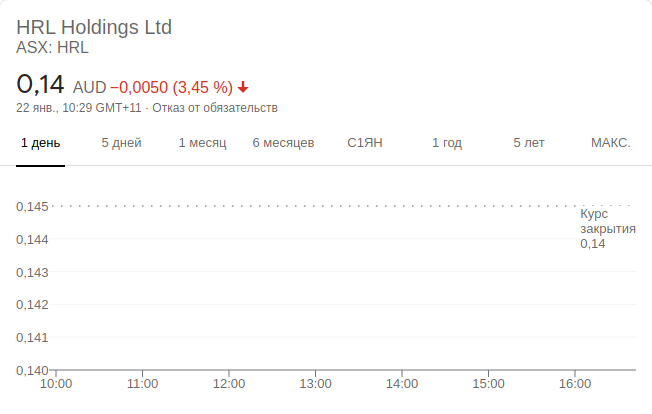 HRL Holdings Ltd
ASX: HRL
0,14 AUD −0,0050 (3,45 %)
22 янв., 10:29 GMT+11 · Отказ от обязательств
1 день 5 дней 1 месяц 6 месяцев С1ЯН 1 год 5 лет МАКС.
0,145
Курс
закрытия
0,14
0,144
0,143
0,142
0,141
0,140
10:00 11:00 12:00 13:00 14:00 15:00 16:00